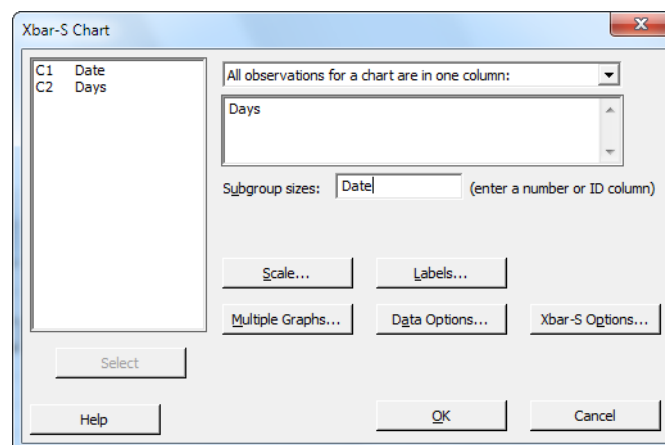 Xbar-S Chart
C1 Date
C2 Days
All observations for a chart are in one column:
Days
Subgroup sizes: Date (enter a number or ID column)
Scale... Labels...
Multiple Graphs... Data Options... Xbar-S Options...
Select
Help OK Cancel